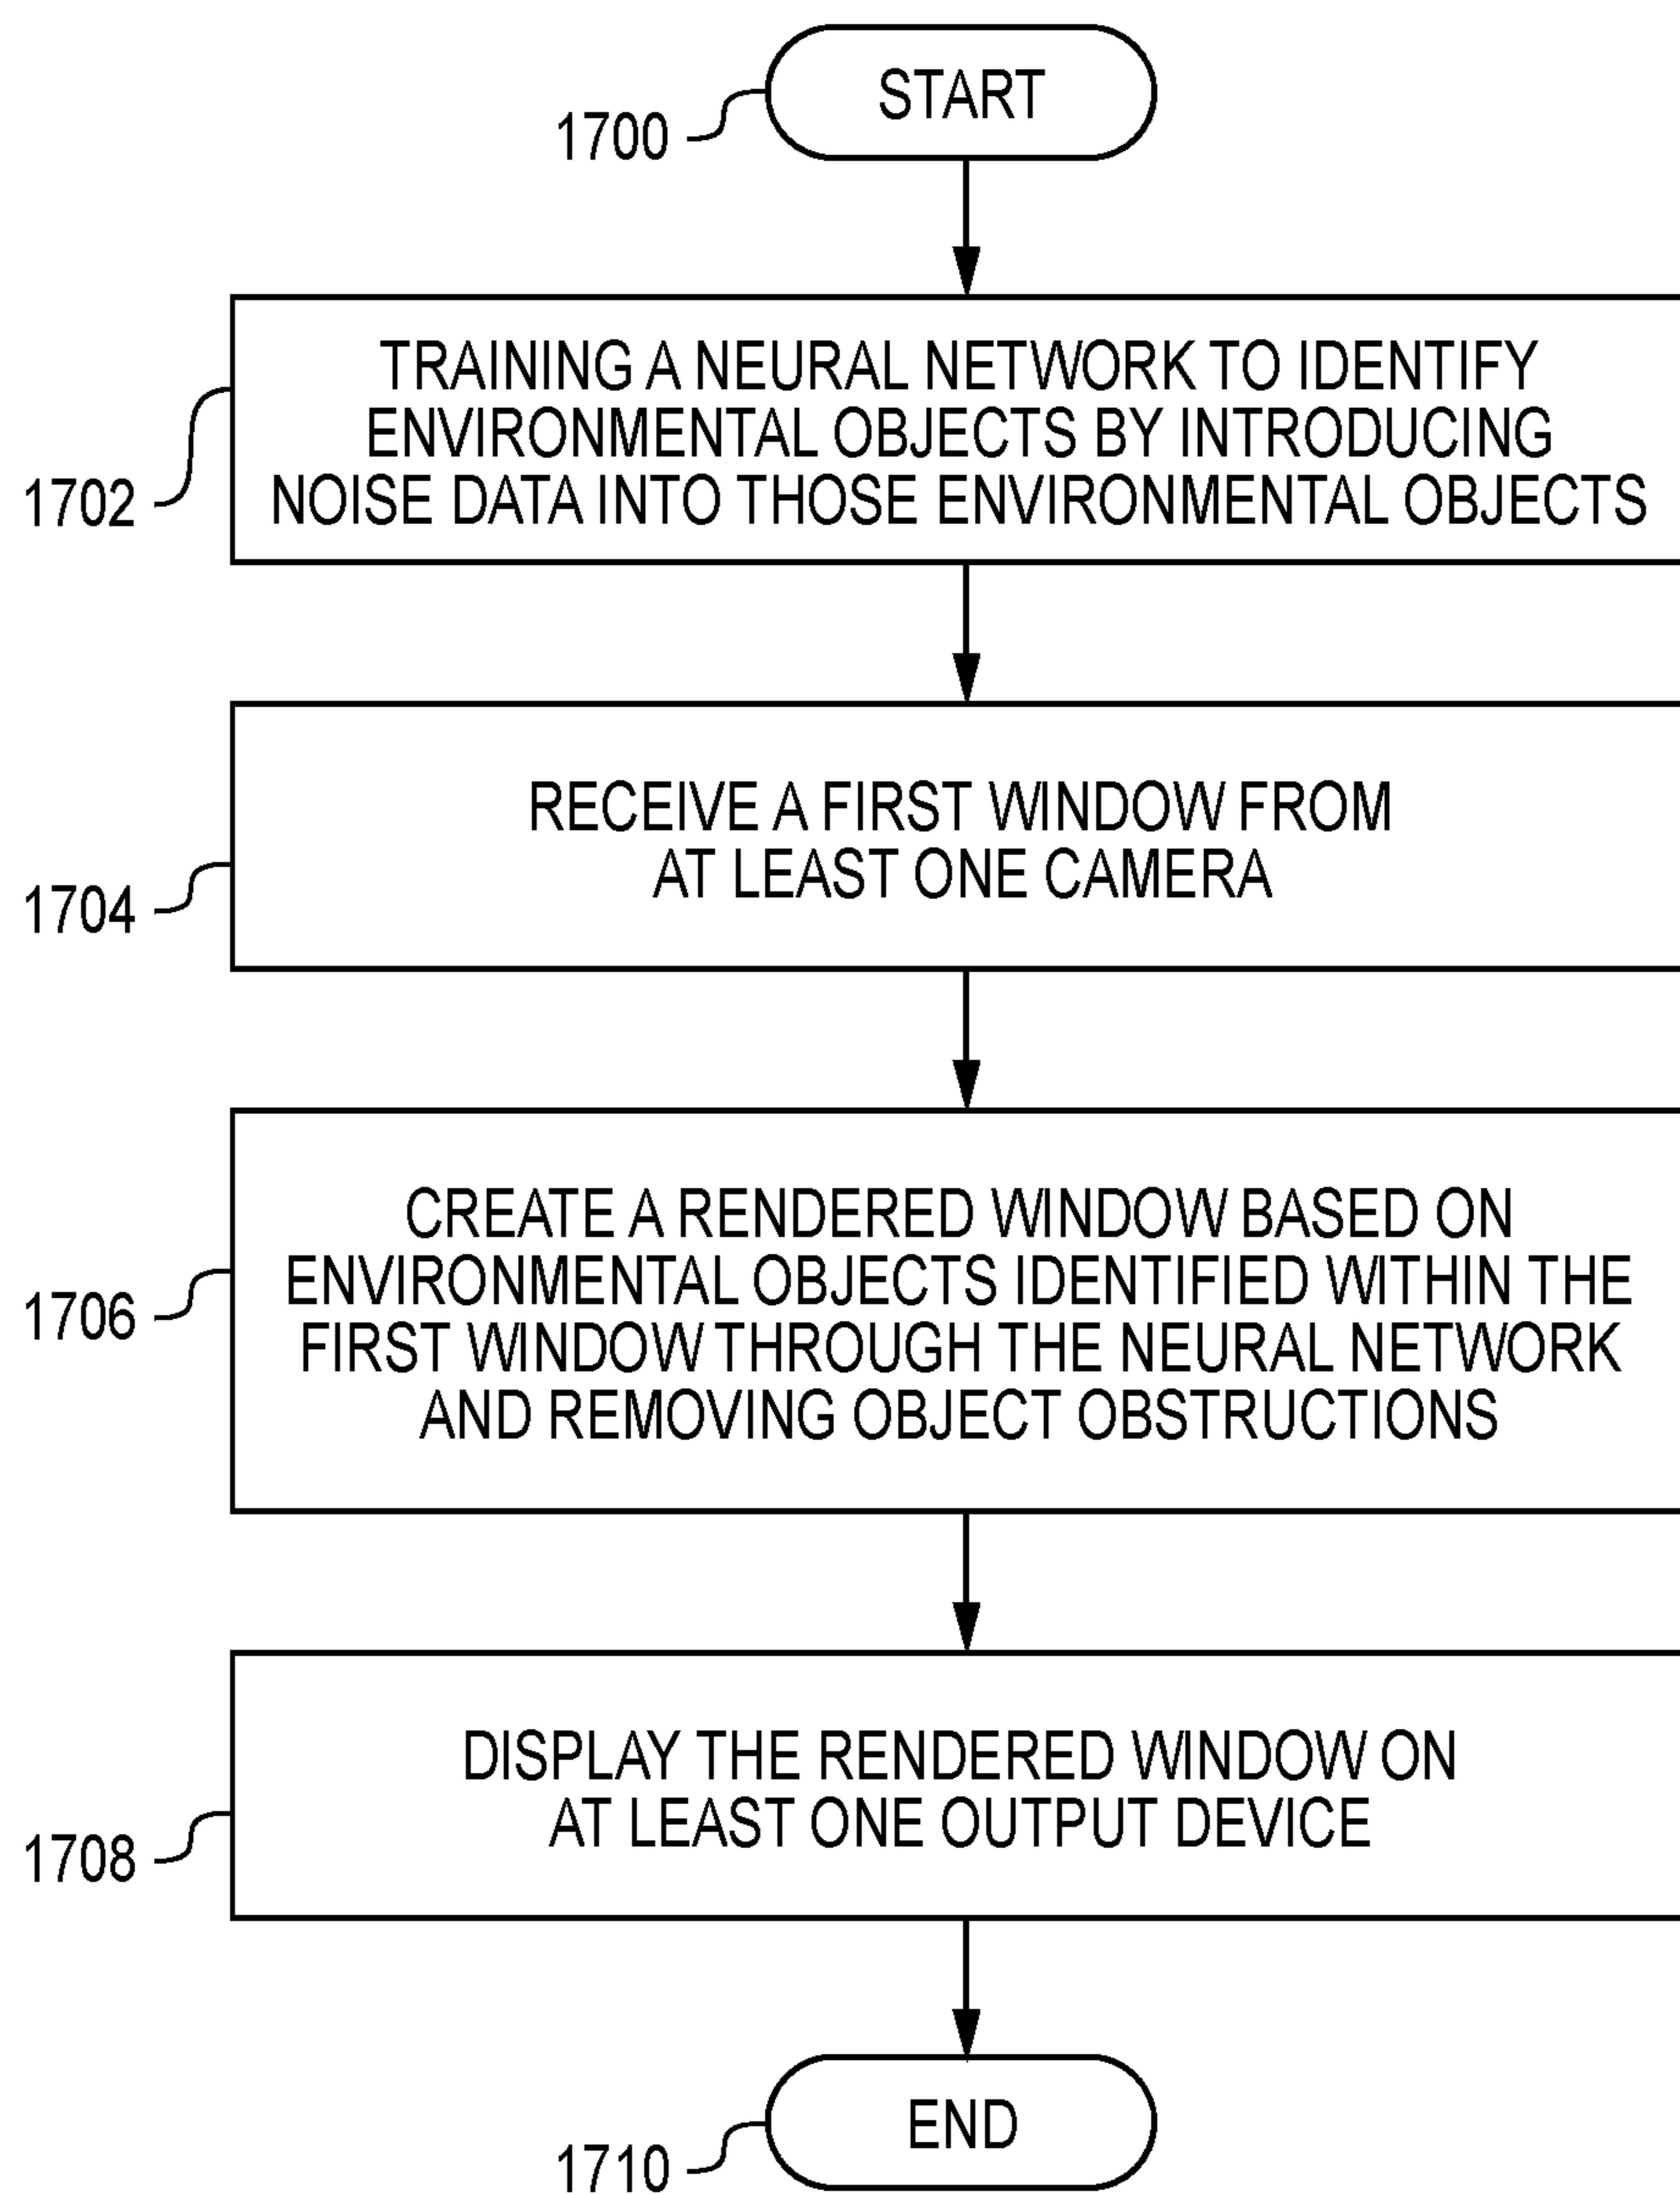 START
1700
TRAINING A NEURAL NETWORK TO IDENTIFY
ENVIRONMENTAL OBJECTS BY INTRODUCING
NOISE DATA INTO THOSE ENVIRONMENTAL OBJECTS
1702
RECEIVE A FIRST WINDOW FROM
AT LEAST ONE CAMERA
1704
CREATE A RENDERED WINDOW BASED ON
ENVIRONMENTAL OBJECTS IDENTIFIED WITHIN THE
FIRST WINDOW THROUGH THE NEURAL NETWORK
AND REMOVING OBJECT OBSTRUCTIONS
1706
DISPLAY THE RENDERED WINDOW ON
AT LEAST ONE OUTPUT DEVICE
1708
END
1710